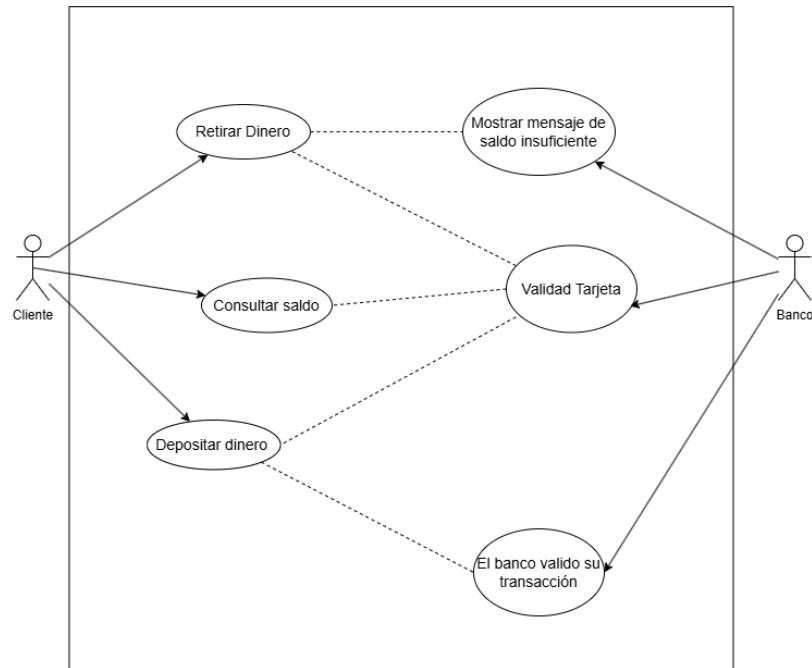 Retirar Dinero
Mostrar mensaje de
saldo insuficiente
Cliente
Consultar saldo
Validad Tarjeta
Banco
Depositar dinero
El banco valido su
transacción